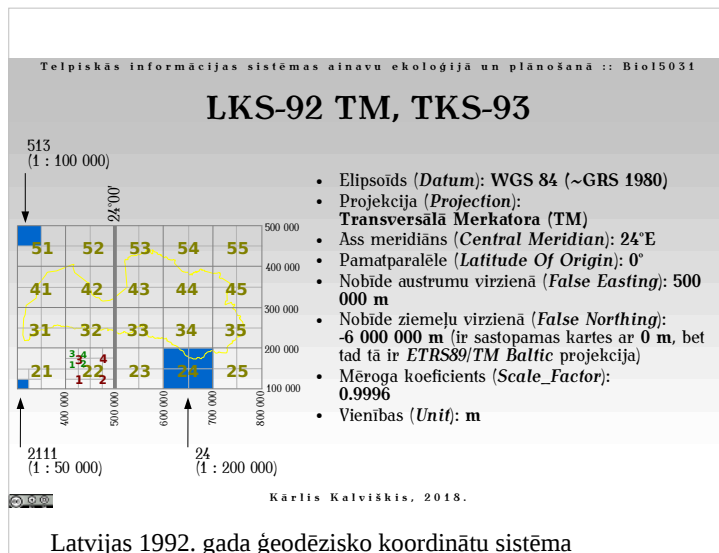 Telpiskās informācijas sistēmas ainavu ekoloģijā un plānošanā :: Biol5031
LKS-92 TM, TKS-93
513
(1 : 100 000)
24°00'
51 52 53 54 55
41 42 43 44 45
31 32 33 34 35
21 22 23 24 25
3 4
1 2
3 4
1 2
500 000
400 000
300 000
200 000
100 000
400 000
500 000
600 000
700 000
800 000
2111
(1 : 50 000)
24
(1 : 200 000)
• Elipsoīds (Datum): WGS 84 (~GRS 1980)
• Projekcija (Projection):
Transversālā Merkatora (TM)
• Ass meridiāns (Central Meridian): 24°E
• Pamatparalēle (Latitude Of Origin): 0°
• Nobīde austrumu virzienā (False Easting): 500
000 m
• Nobīde ziemeļu virzienā (False Northing):
-6 000 000 m (ir sastopamas kartes ar 0 m, bet
tad tā ir ETRS89/TM Baltic projekcija)
• Mēroga koeficients (Scale_Factor):
0.9996
• Vienības (Unit): m
Kārlis Kalviškis, 2018.
Latvijas 1992. gada ģeodēzisko koordinātu sistēma